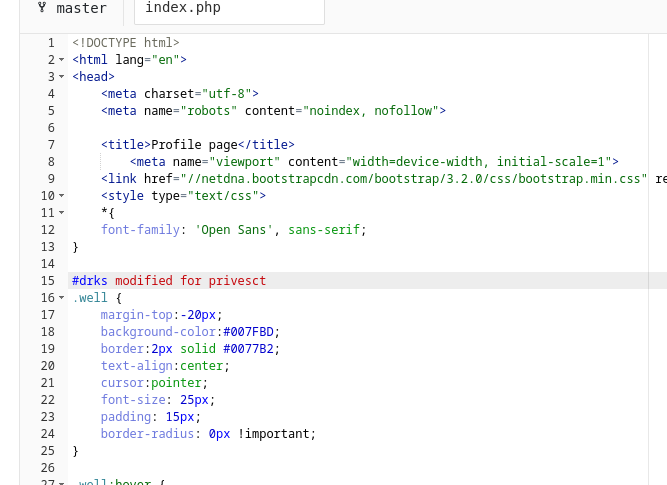 master index.php
1 <!DOCTYPE html>
2 <html lang="en">
3 <head>
4 <meta charset="utf-8">
5 <meta name="robots" content="noindex, nofollow">
6
7 <title>Profile page</title>
8 <meta name="viewport" content="width=device-width, initial-scale=1">
9 <link href="//netdna.bootstrapcdn.com/bootstrap/3.2.0/css/bootstrap.min.css" re
10 <style type="text/css">
11 *{
12 font-family: 'Open Sans', sans-serif;
13 }
14
15 #drks modified for privesct
16 .well {
17 margin-top:-20px;
18 background-color:#007FBD;
19 border:2px solid #0077B2;
20 text-align:center;
21 cursor:pointer;
22 font-size: 25px;
23 padding: 15px;
24 border-radius: 0px !important;
25 }
26
27 .well:hover {